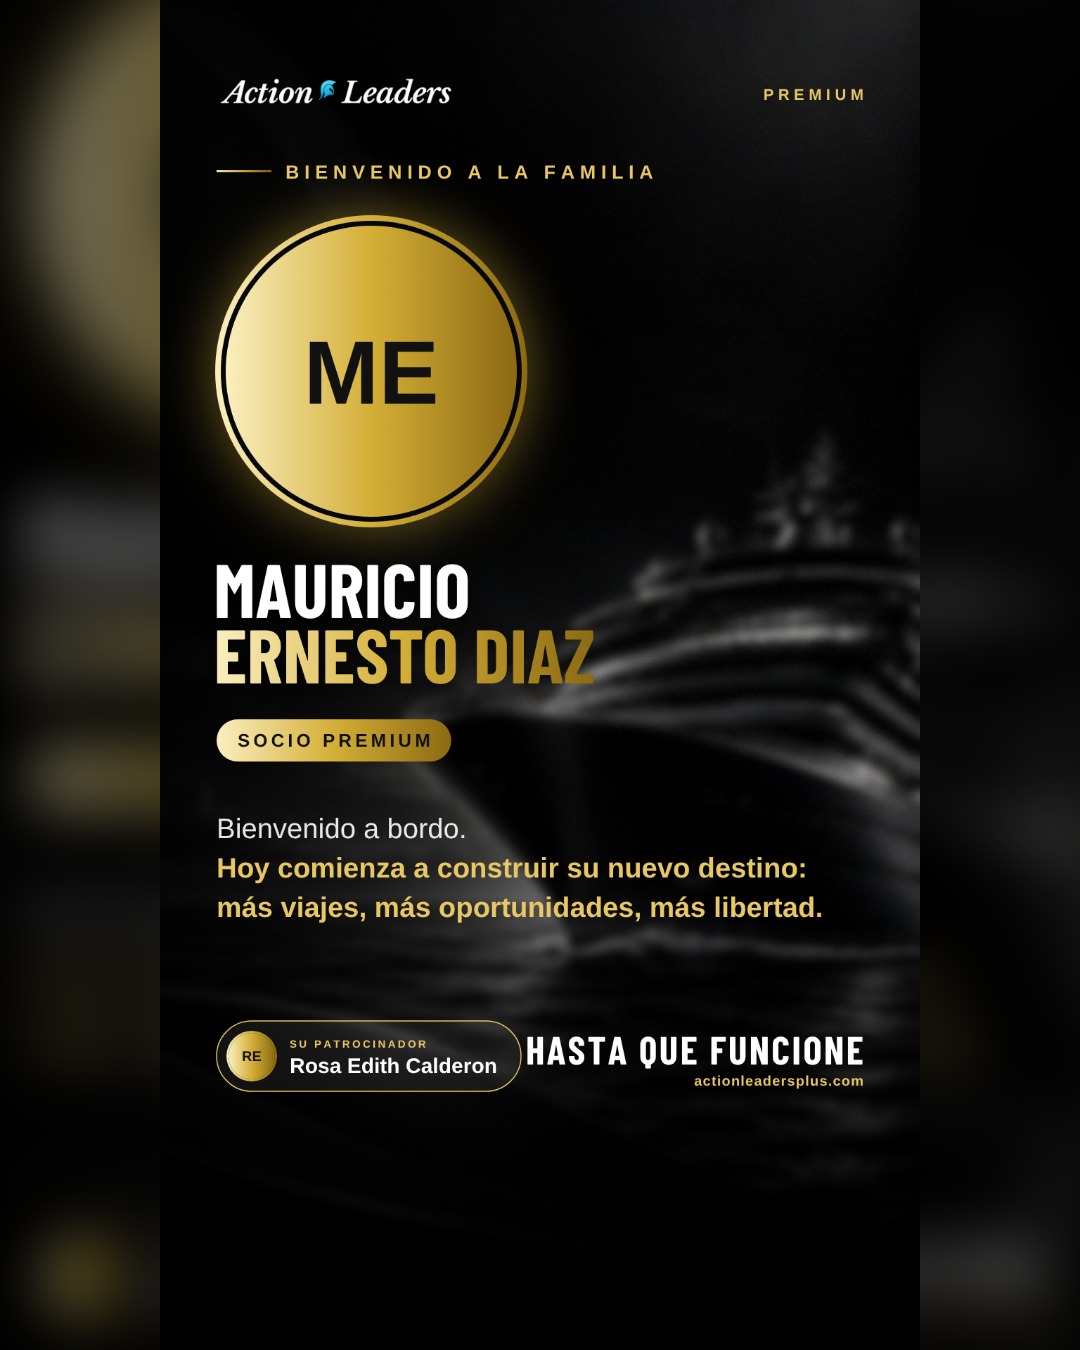 Action Leaders
PREMIUM
BIENVENIDO A LA FAMILIA
ME
MAURICIO
ERNESTO DIAZ
SOCIO PREMIUM
Bienvenido a bordo.
Hoy comienza a construir su nuevo destino:
más viajes, más oportunidades, más libertad.
RE
SU PATROCINADOR
Rosa Edith Calderon
HASTA QUE FUNCIONE
actionleadersplus.com